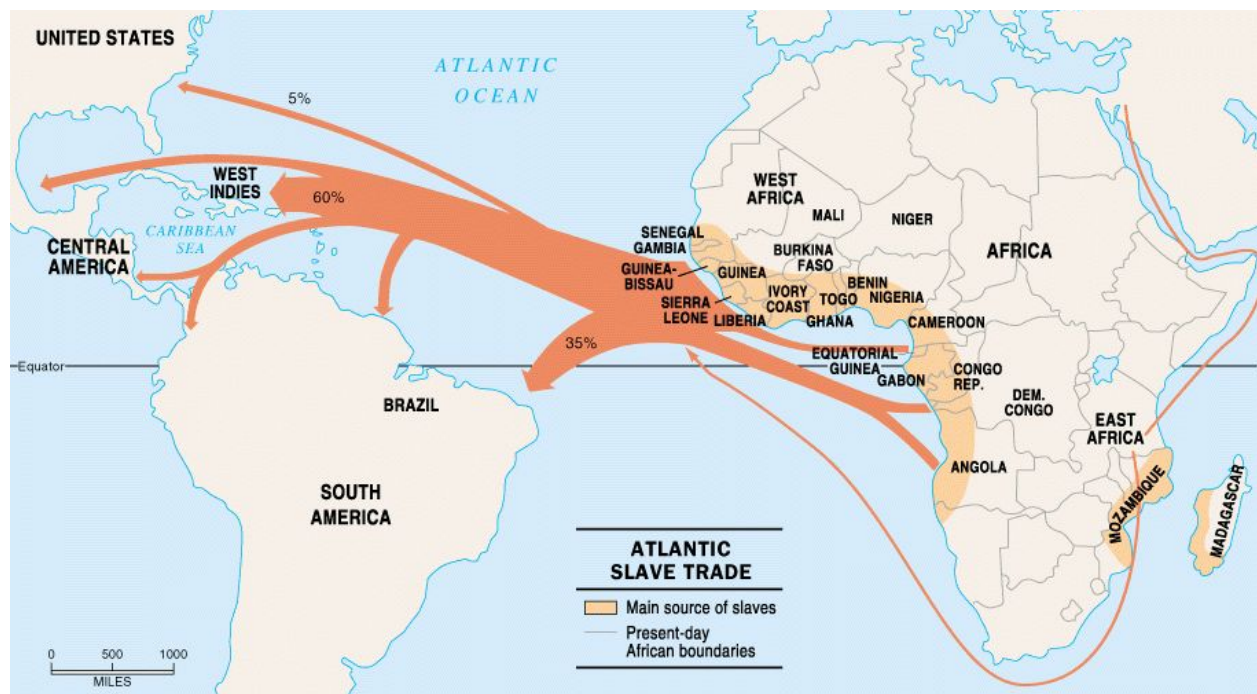 UNITED STATES
ATLANTIC
OCEAN
5%
WEST
INDIES
60%
CARIBBEAN
SEA
CENTRAL
AMERICA
WEST
AFRICA
MALI
NIGER
SENEGAL
GAMBIA
BURKINA
FASO
AFRICA
GUINEA-
BISSAU
GUINEA
BENIN
NIGERIA
IVORY
COAST
TOGO
SIERRA
LEONE
LIBERIA
GHANA
CAMEROON
35%
Equator
EQUATORIAL
GUINEA
GABON
CONGO
REP.
DEM.
CONGO
BRAZIL
EAST
AFRICA
ANGOLA
SOUTH
AMERICA
MOZAMBIQUE
MADAGASCAR
ATLANTIC
SLAVE TRADE
Main source of slaves
Present-day
African boundaries
0 500 1000
MILES